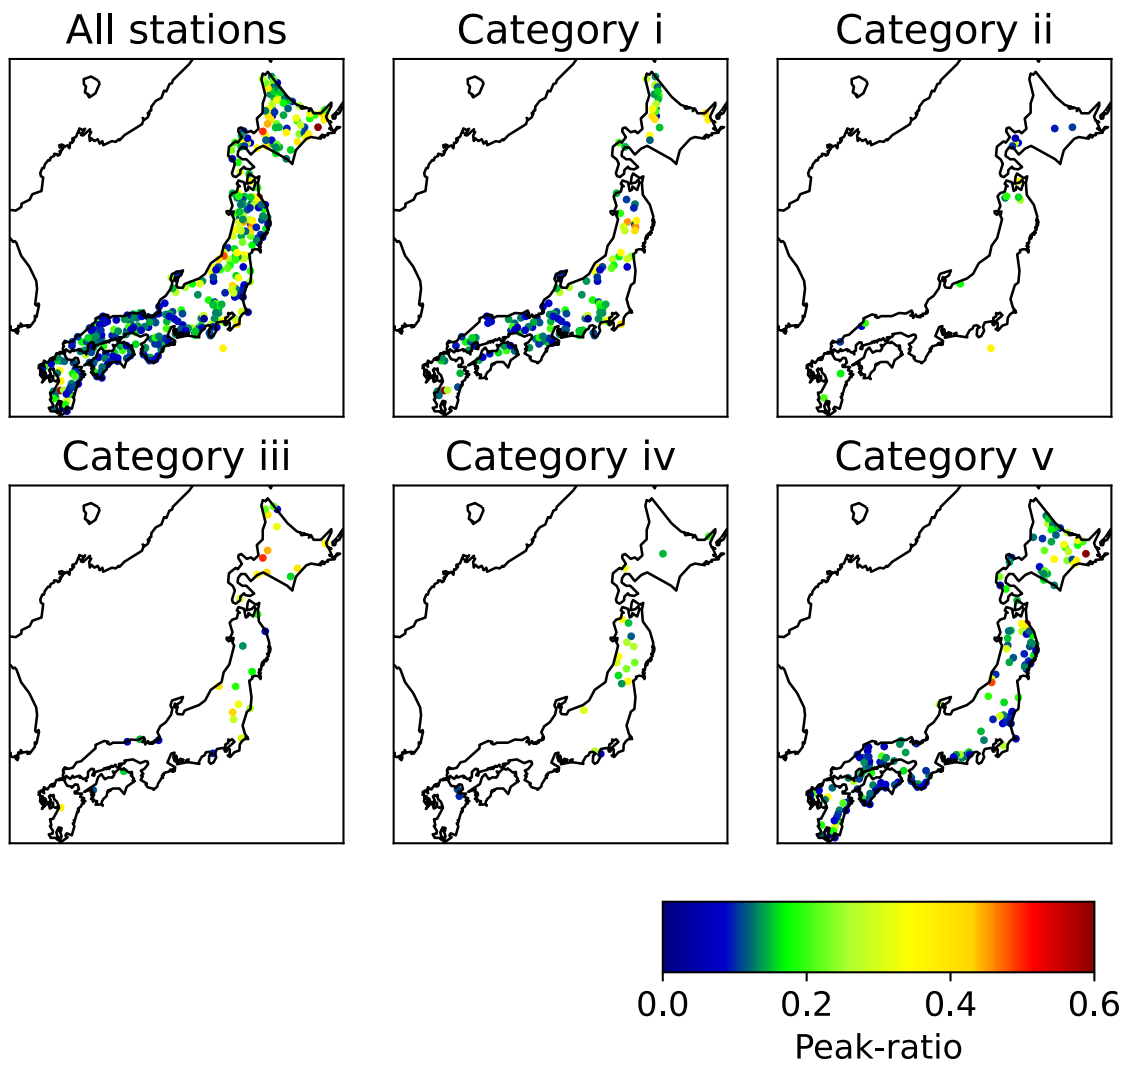 All stations
Category i
Category ii
Category iii
Category iv
Category v
0.0
0.2
0.4
0.6
Peak-ratio